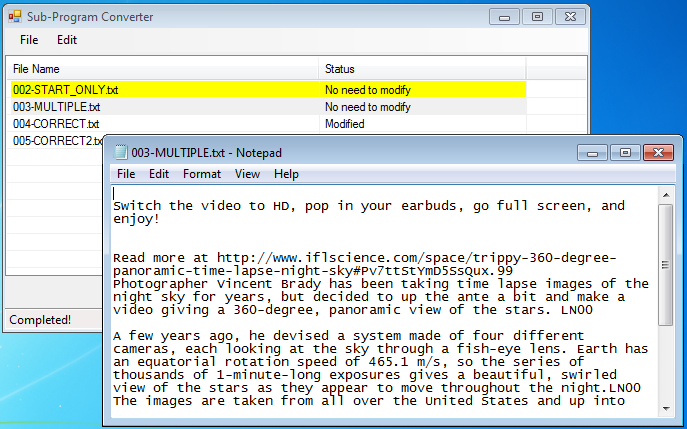 Sub-Program Converter
File Edit
File Name Status
002-START_ONLY.txt No need to modify
003-MULTIPLE.txt No need to modify
004-CORRECT.txt Modified
005-CORRECT2.tx
003-MULTIPLE.txt - Notepad
File Edit Format View Help
Switch the video to HD, pop in your earbuds, go full screen, and
enjoy!
Read more at http://www.iflscience.com/space/trippy-360-degree-
panoramic-time-lapse-night-sky#Pv7ttStYmD5SsQux.99
Photographer Vincent Brady has been taking time lapse images of the
night sky for years, but decided to up the ante a bit and make a
video giving a 360-degree, panoramic view of the stars. LNOO
A few years ago, he devised a system made of four different
cameras, each looking at the sky through a fish-eye lens. Earth has
an equatorial rotation speed of 465.1 m/s, so the series of
thousands of 1-minute-long exposures gives a beautiful, swirled
view of the stars as they appear to move throughout the night.LNOO
The images are taken from all over the United States and up into
Completed!